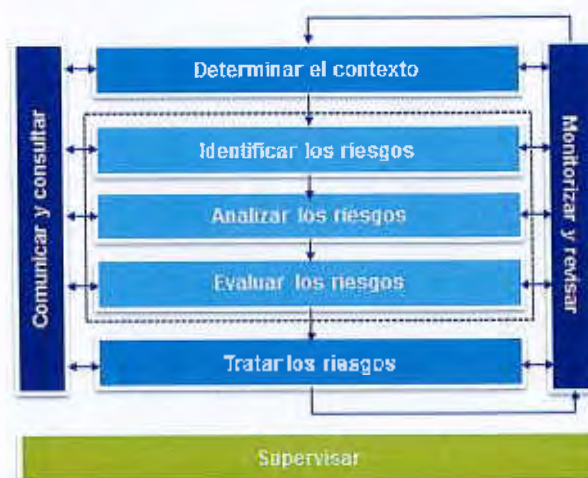 Determinar el contexto
Comunicar y consultar
Identificar los riesgos
Analizar los riesgos
Evaluar los riesgos
Tratar los riesgos
Monitorizar y revisar
Supervisar